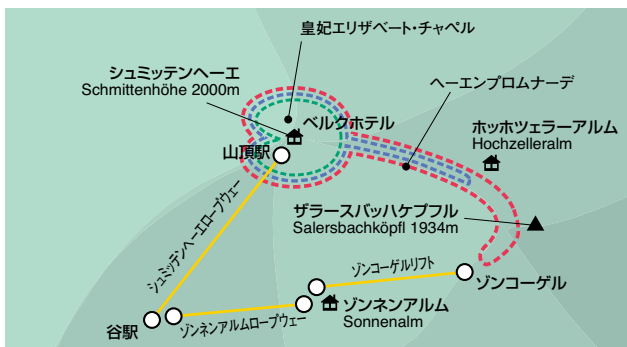 皇妃エリザベート・チャペル
シュミッテンヘーエ
Schmittenhöhe 2000m
ヘーエンプロムナーデ
ベルクホテル
ホッホツェラーアルム
Hochzelleralm
山頂駅
ザラースバッハケプフル
Salersbachköpfl 1934m
シュミッテンヘーエロープウェー
ゾンコーゲルリフト
ゾンコーゲル
ゾンネンアルム
Sonnenalm
谷駅
ゾンネンアルムロープウェー